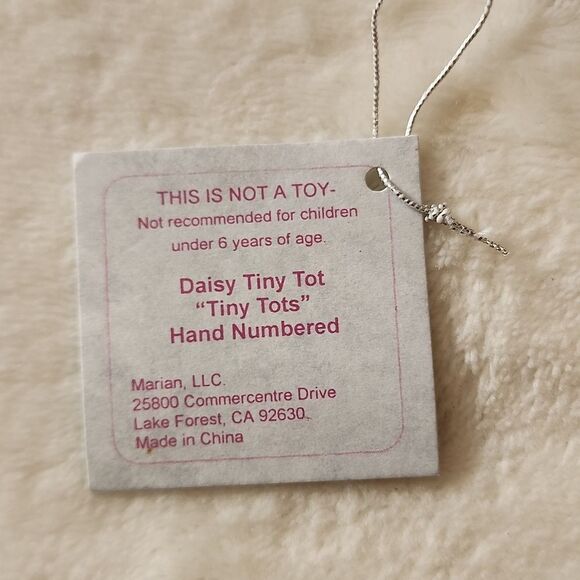 THIS IS NOT A TOY-
Not recommended for children
under 6 years of age.
Daisy Tiny Tot
“Tiny Tots”
Hand Numbered
Marian, LLC.
25800 Commercentre Drive
Lake Forest, CA 92630.
Made in China